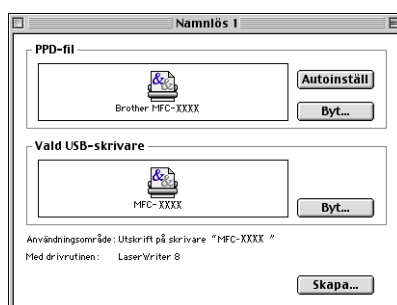 Namnlös 1
PPD-fil
Brother MFC-XXXX
Autoinställ
Byt...
Vald USB-skrivare
MFC-XXXX
Byt...
Användningsområde: Utskrift på skrivare "MFC-XXXX "
Med drivrutinen: LaserWriter 8
Skapa...